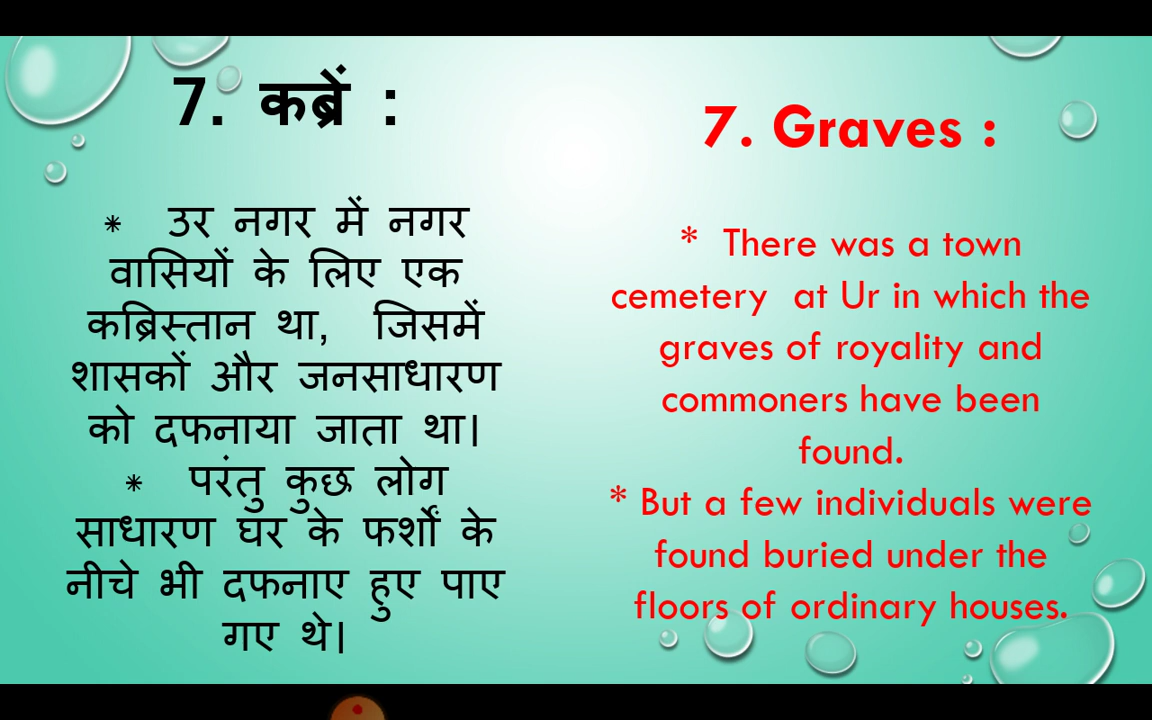 7. कब्रें :
* उर नगर में नगर
वासियों के लिए एक
कब्रिस्तान था, जिसमें
शासकों और जनसाधारण
को दफनाया जाता था।
* परंतु कुछ लोग
साधारण घर के फर्शों के
नीचे भी दफनाए हुए पाए
गए थे।
7. Graves :
* There was a town
cemetery at Ur in which the
graves of royality and
commoners have been
found.
* But a few individuals were
found buried under the
floors of ordinary houses.